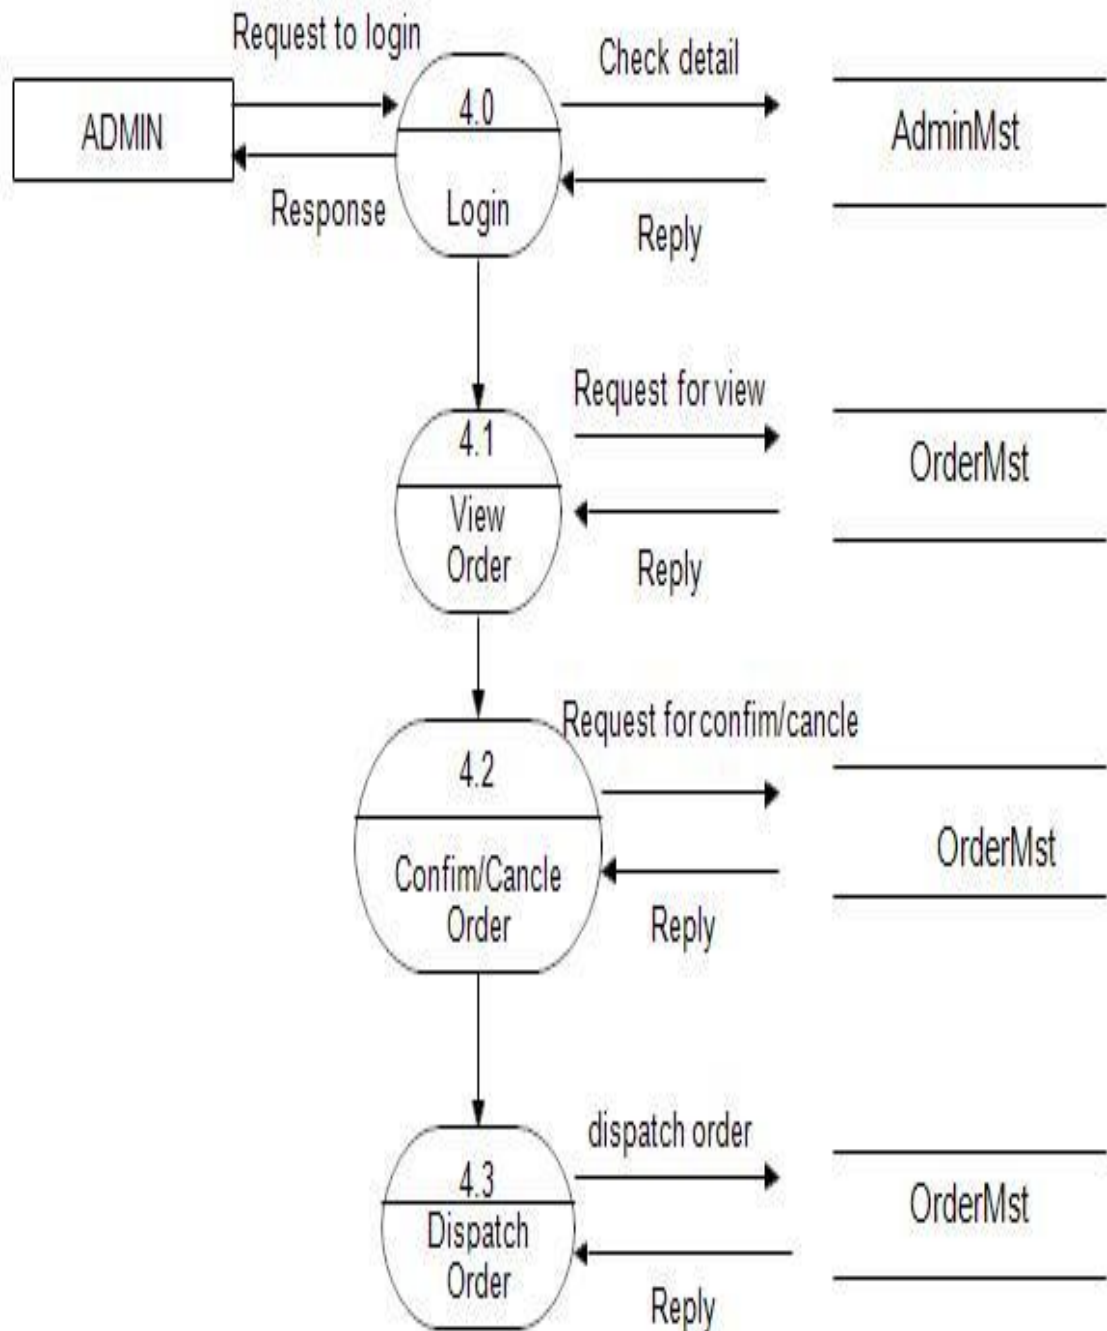 Request to login
Check detail
ADMIN
4.0
AdminMst
Response
Login
Reply
Request for view
4.1
OrderMst
View
Order
Reply
Request for confim/cancle
4.2
OrderMst
Confim/Cancle
Order
Reply
dispatch order
4.3
OrderMst
Dispatch
Order
Reply